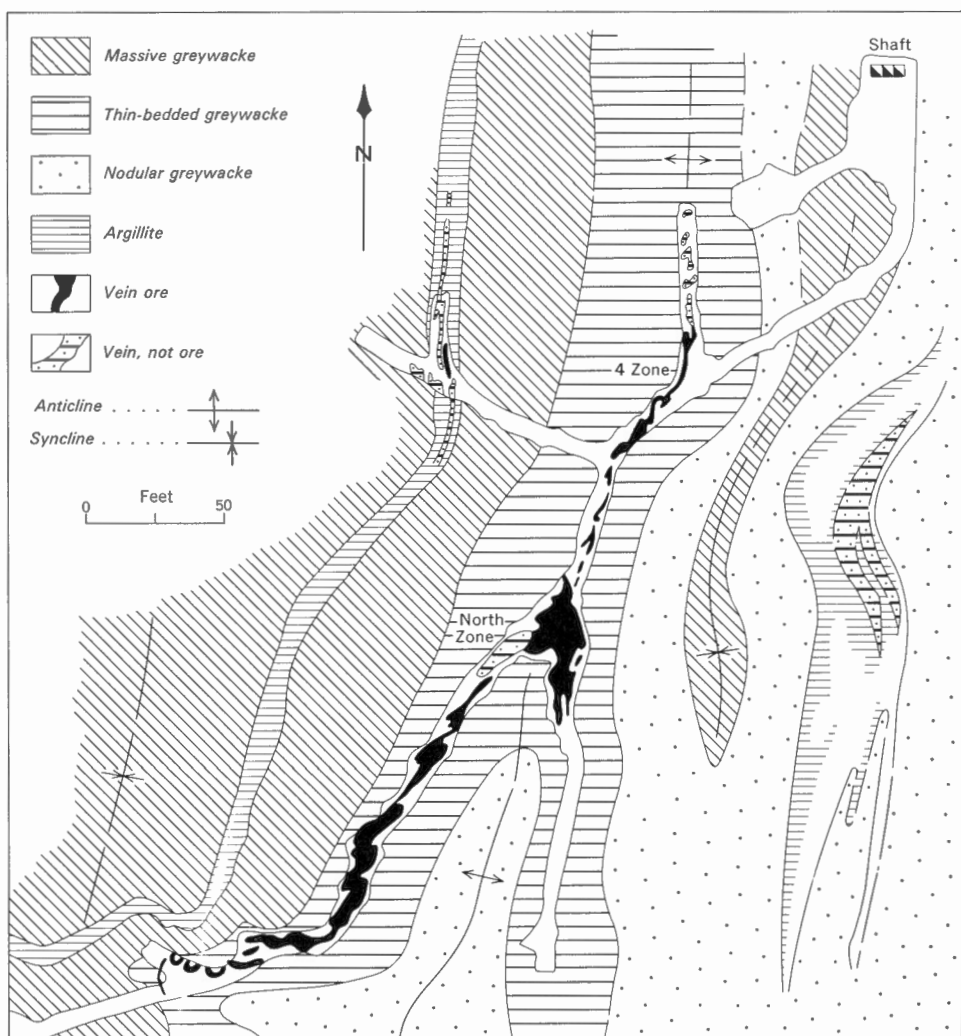 Massive greywacke
Thin-bedded greywacke
Nodular greywacke
Argillite
Vein ore
Vein, not ore
Anticline . . . . . .
Syncline . . . . . .
Feet
0 50
N
Shaft
4 Zone
North
Zone